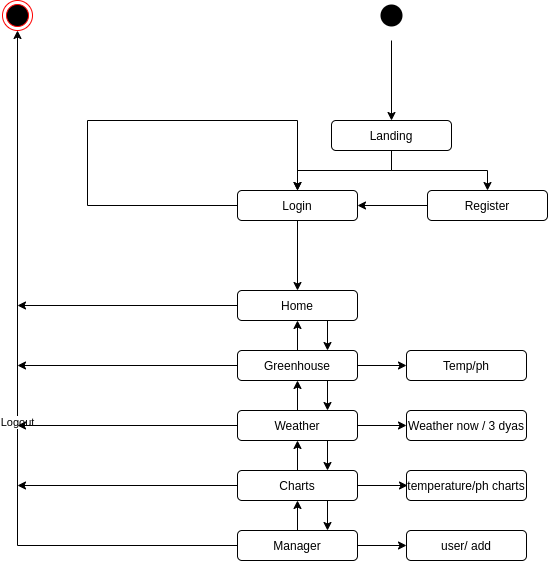 Landing
Login
Register
Home
Greenhouse
Temp/ph
Logout
Weather
Weather now / 3 dyas
Charts
temperature/ph charts
Manager
user/ add